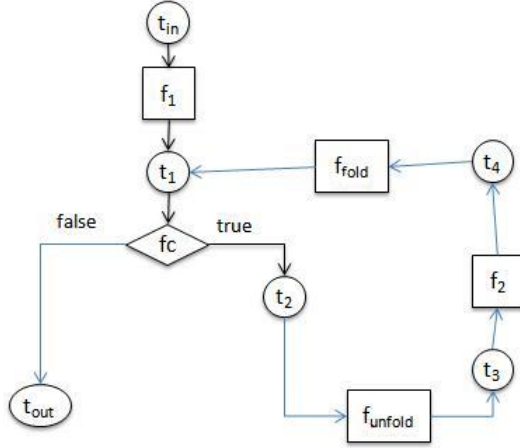 t_in
f_1
t_1
f_fold
t_4
false
fc
true
f_2
t_2
t_3
t_out
f_unfold